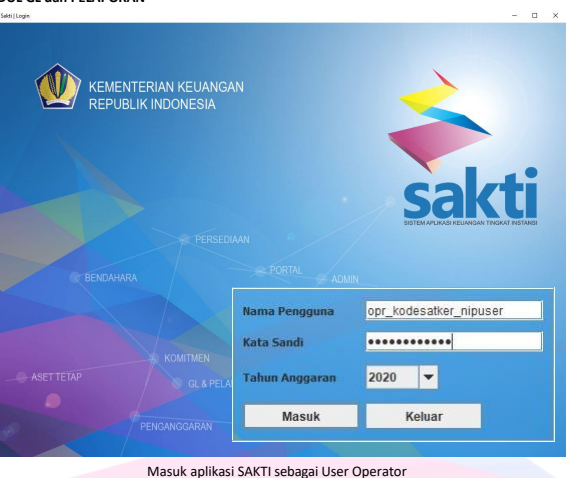 DUL GL dan PELAPORAN
Sakti | Login
KEMENTERIAN KEUANGAN
REPUBLIK INDONESIA
sakti
SISTEM APLIKASI KEUANGAN TINGKAT INSTANSI
PERSEDIAAN
PORTAL
BENDAHARA
ADMIN
Nama Pengguna opr_kodesatker_nipuser
Kata Sandi ••••••••••••
KOMITMEN
ASET TETAP
GL & PELA
Tahun Anggaran 2020
Masuk Keluar
PENGANGGARAN
Masuk aplikasi SAKTI sebagai User Operator